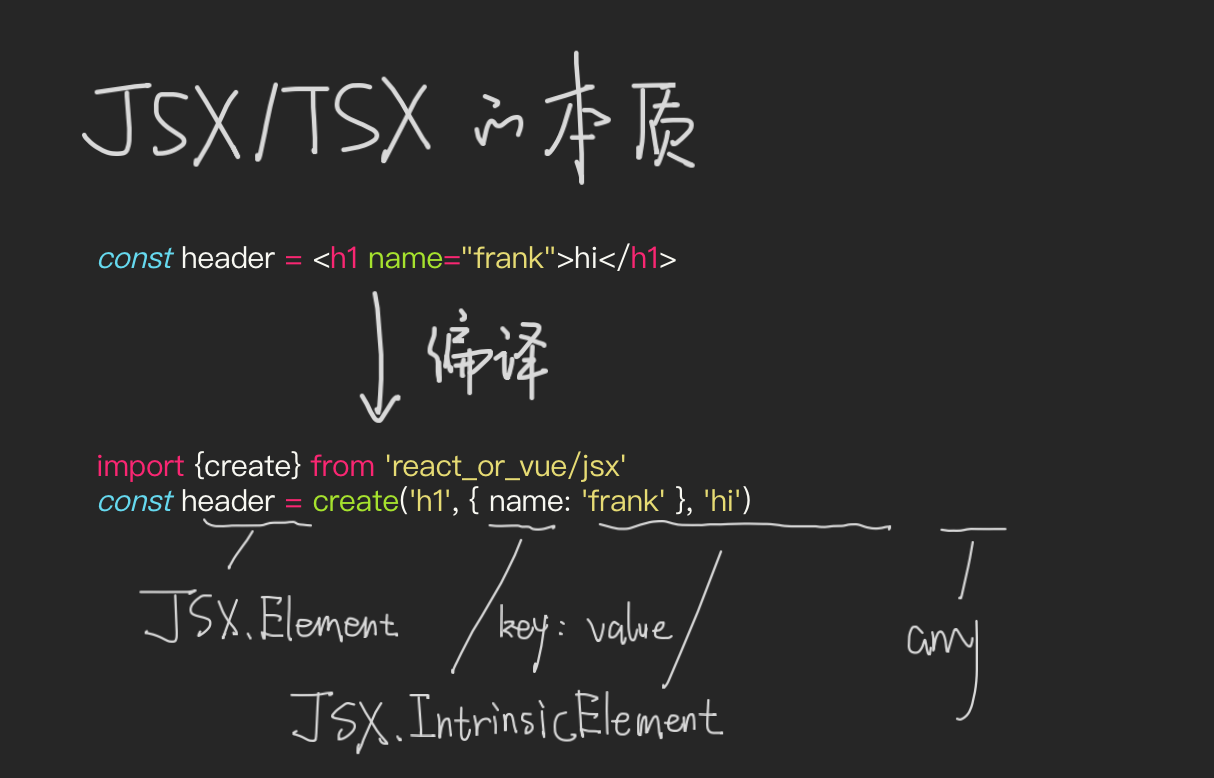 JSX/TSX 的本质
const header = <h1 name="frank">hi</h1>
编译
import {create} from 'react_or_vue/jsx'
const header = create('h1', { name: 'frank' }, 'hi')
JSX.Element
key: value
any
JSX.IntrinsicElement